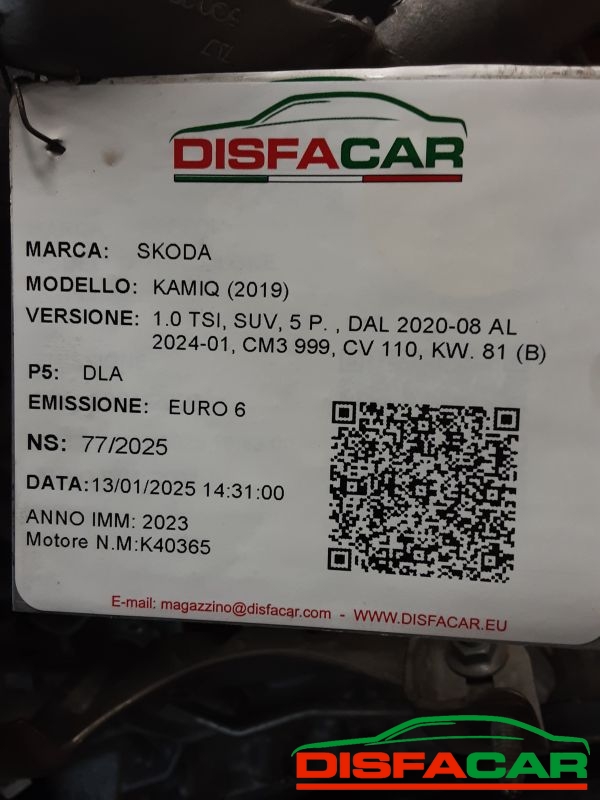 DISFACAR
MARCA: SKODA
MODELLO: KAMIQ (2019)
VERSIONE: 1.0 TSI, SUV, 5 P. , DAL 2020-08 AL
2024-01, CM3 999, CV 110, KW. 81 (B)
P5: DLA
EMISSIONE: EURO 6
NS: 77/2025
DATA:13/01/2025 14:31:00
ANNO IMM: 2023
Motore N.M:K40365
E-mail: magazzino@disfacar.com - WWW.DISFACAR.EU
DISFACAR